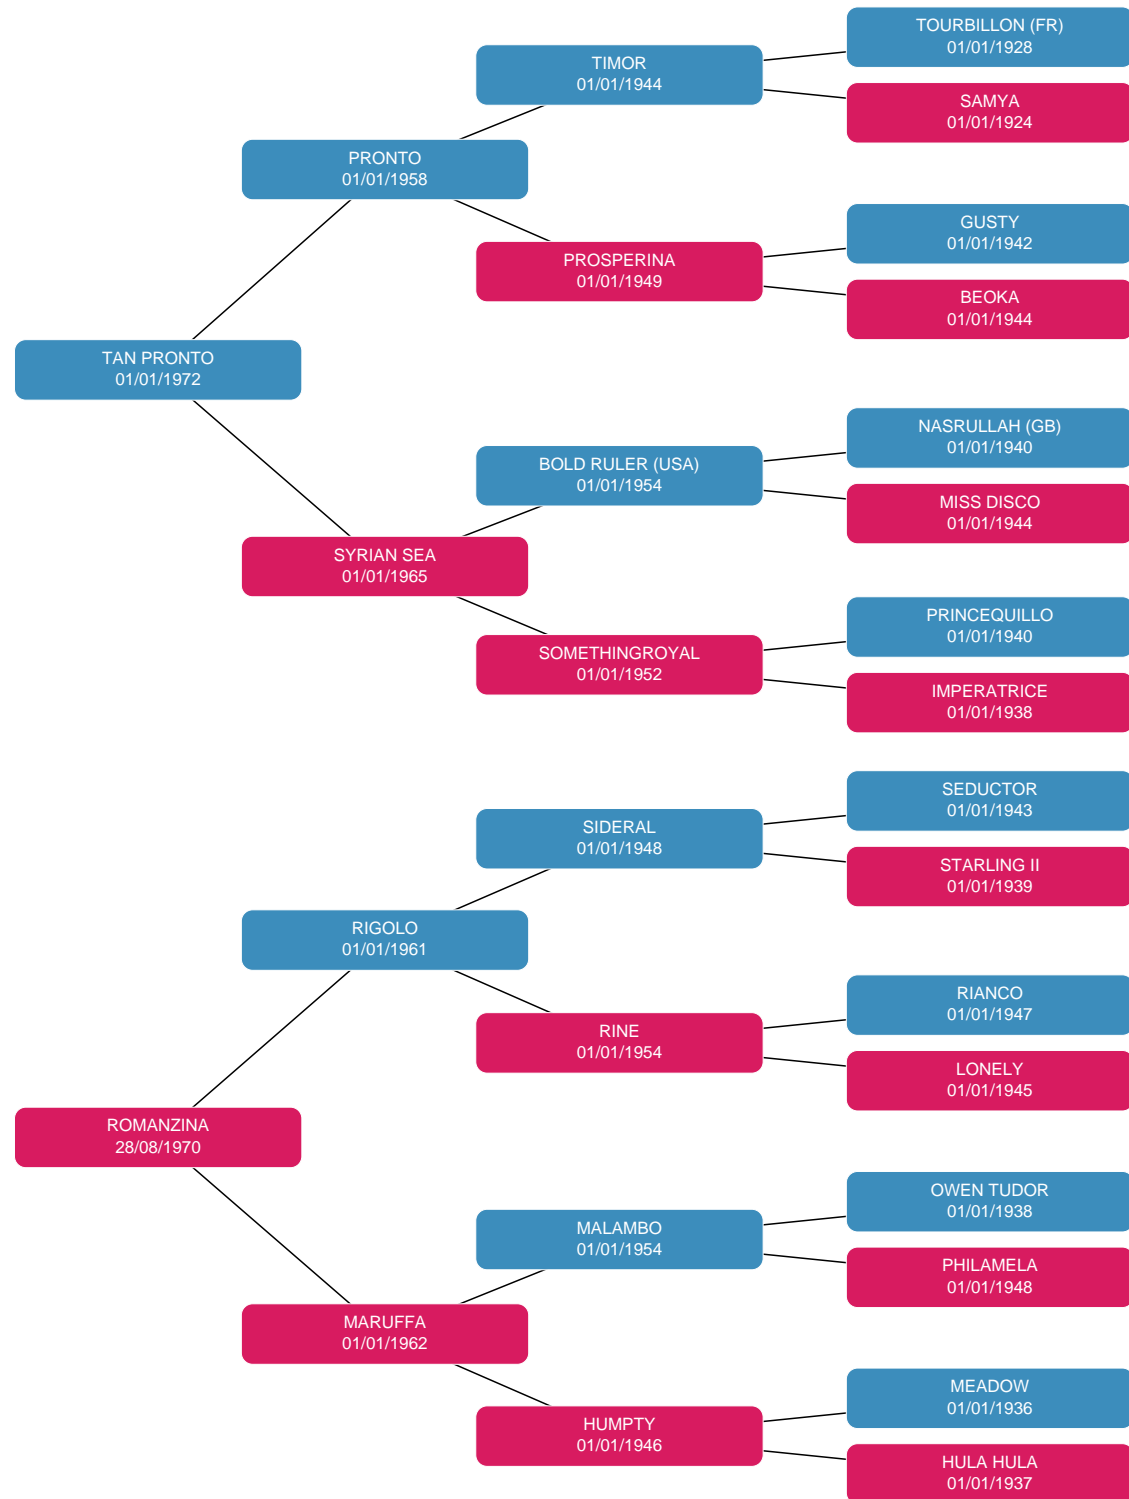 TOURBILLON (FR)
01/01/1928
TIMOR
01/01/1944
SAMYA
01/01/1924
PRONTO
01/01/1958
GUSTY
01/01/1942
PROSPERINA
01/01/1949
BEOKA
01/01/1944
TAN PRONTO
01/01/1972
NASRULLAH (GB)
01/01/1940
BOLD RULER (USA)
01/01/1954
MISS DISCO
01/01/1944
SYRIAN SEA
01/01/1965
PRINCEQUILLO
01/01/1940
SOMETHINGROYAL
01/01/1952
IMPERATRICE
01/01/1938
SEDUCTOR
01/01/1943
SIDERAL
01/01/1948
STARLING II
01/01/1939
RIGOLO
01/01/1961
RIANCO
01/01/1947
RINE
01/01/1954
LONELY
01/01/1945
ROMANZINA
28/08/1970
OWEN TUDOR
01/01/1938
MALAMBO
01/01/1954
PHILAMELA
01/01/1948
MARUFFA
01/01/1962
MEADOW
01/01/1936
HUMPTY
01/01/1946
HULA HULA
01/01/1937